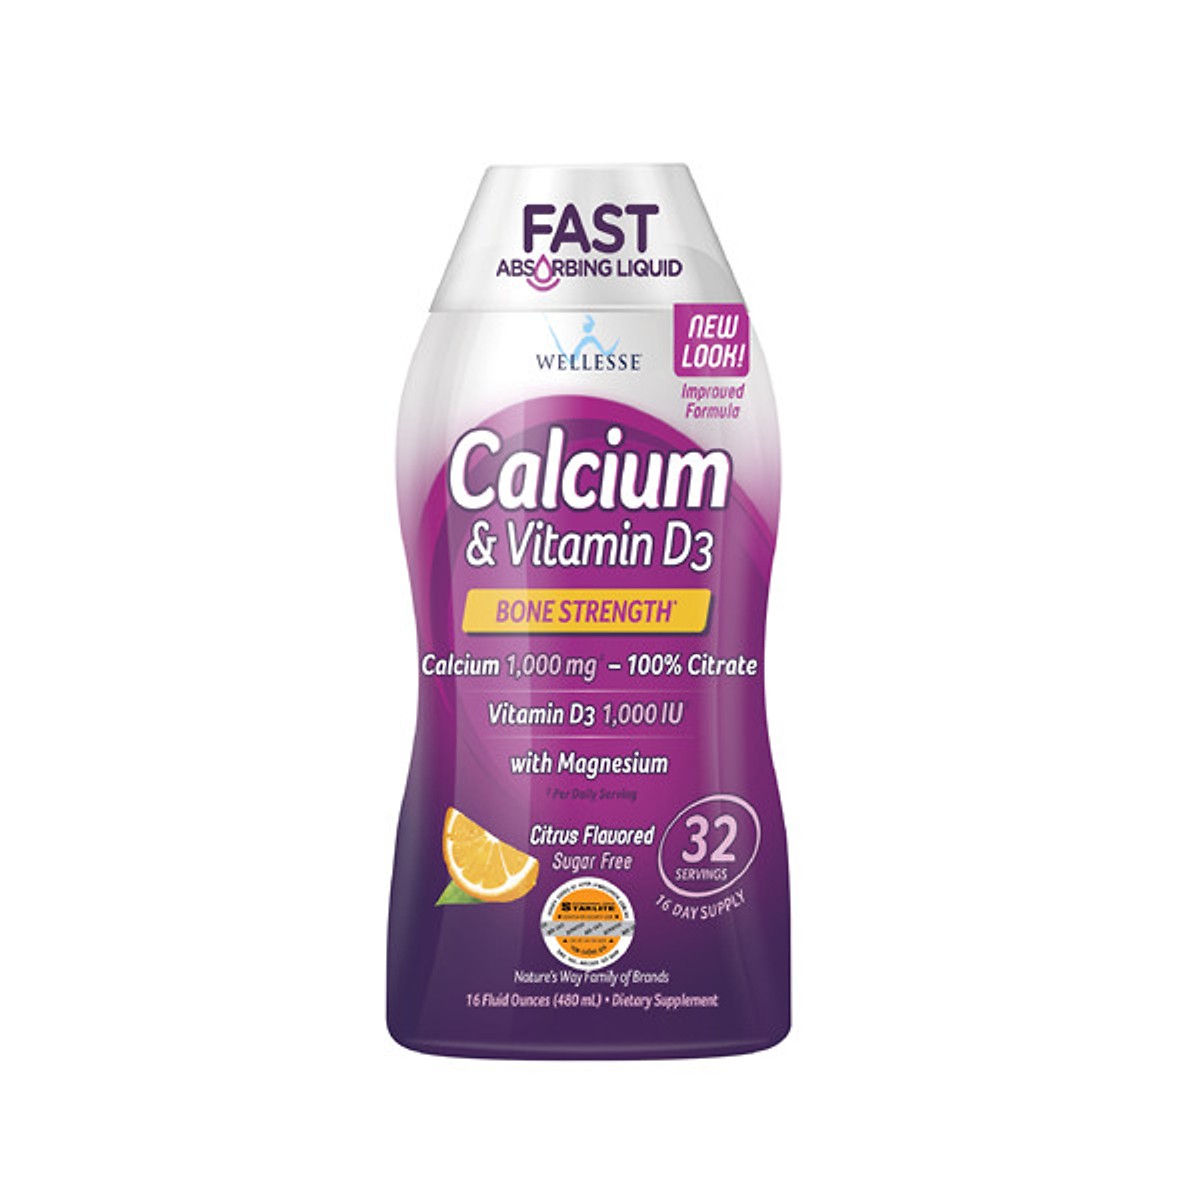 FAST
ABSORBING LIQUID
WELLESSE
NEW
LOOK!
Improved
Formula
Calcium
& Vitamin D3
BONE STRENGTH*
Calcium 1,000 mg – 100% Citrate
Vitamin D3 1,000 IU
with Magnesium
‡ Per Daily Serving
Citrus Flavored
Sugar Free
32
SERVINGS
16 DAY SUPPLY
STARLITE
Nature's Way Family of Brands
16 Fluid Ounces (480 mL) • Dietary Supplement